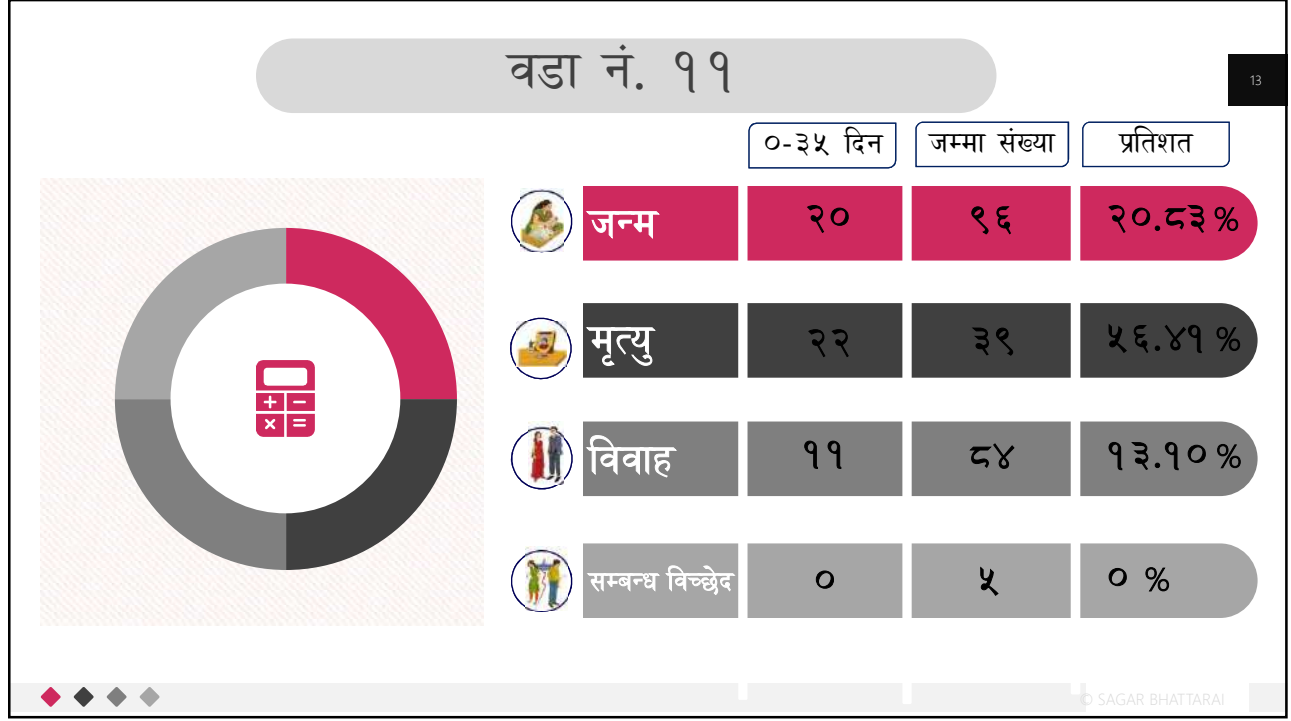 वडा नं. ११
13
०-३५ दिन जम्मा संख्या प्रतिशत
जन्म २० ९६ २०.८३%
मृत्यु २२ ३९ ५६.४१ %
विवाह ११ ८४ १३.१० %
सम्बन्ध विच्छेद ० ५ ० %
© SAGAR BHATTARAI